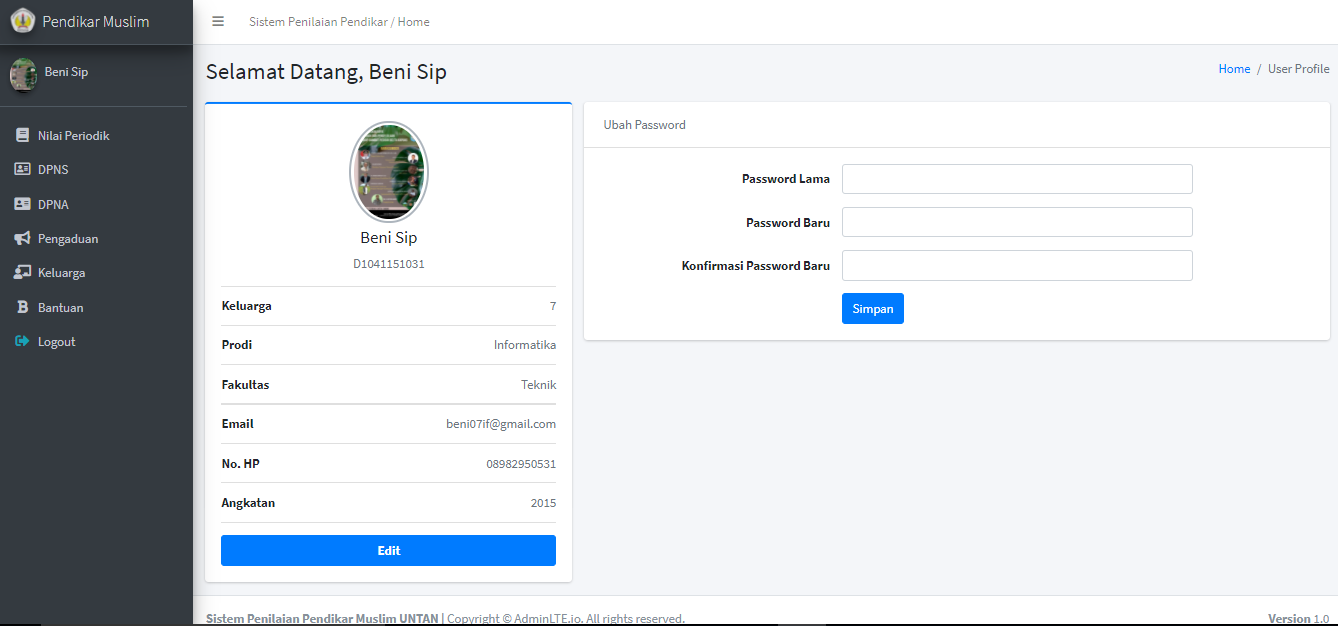 Pendikar Muslim
Sistem Penilaian Pendikar / Home
Beni Sip
Nilai Periodik
DPNS
DPNA
Pengaduan
Keluarga
Bantuan
Logout
Selamat Datang, Beni Sip
Home / User Profile
Beni Sip
D1041151031
Keluarga 7
Prodi Informatika
Fakultas Teknik
Email beni07if@gmail.com
No. HP 08982950531
Angkatan 2015
Edit
Ubah Password
Password Lama
Password Baru
Konfirmasi Password Baru
Simpan
Sistem Penilaian Pendikar Muslim UNTAN | Copyright © AdminLTE.io. All rights reserved.
Version 1.0